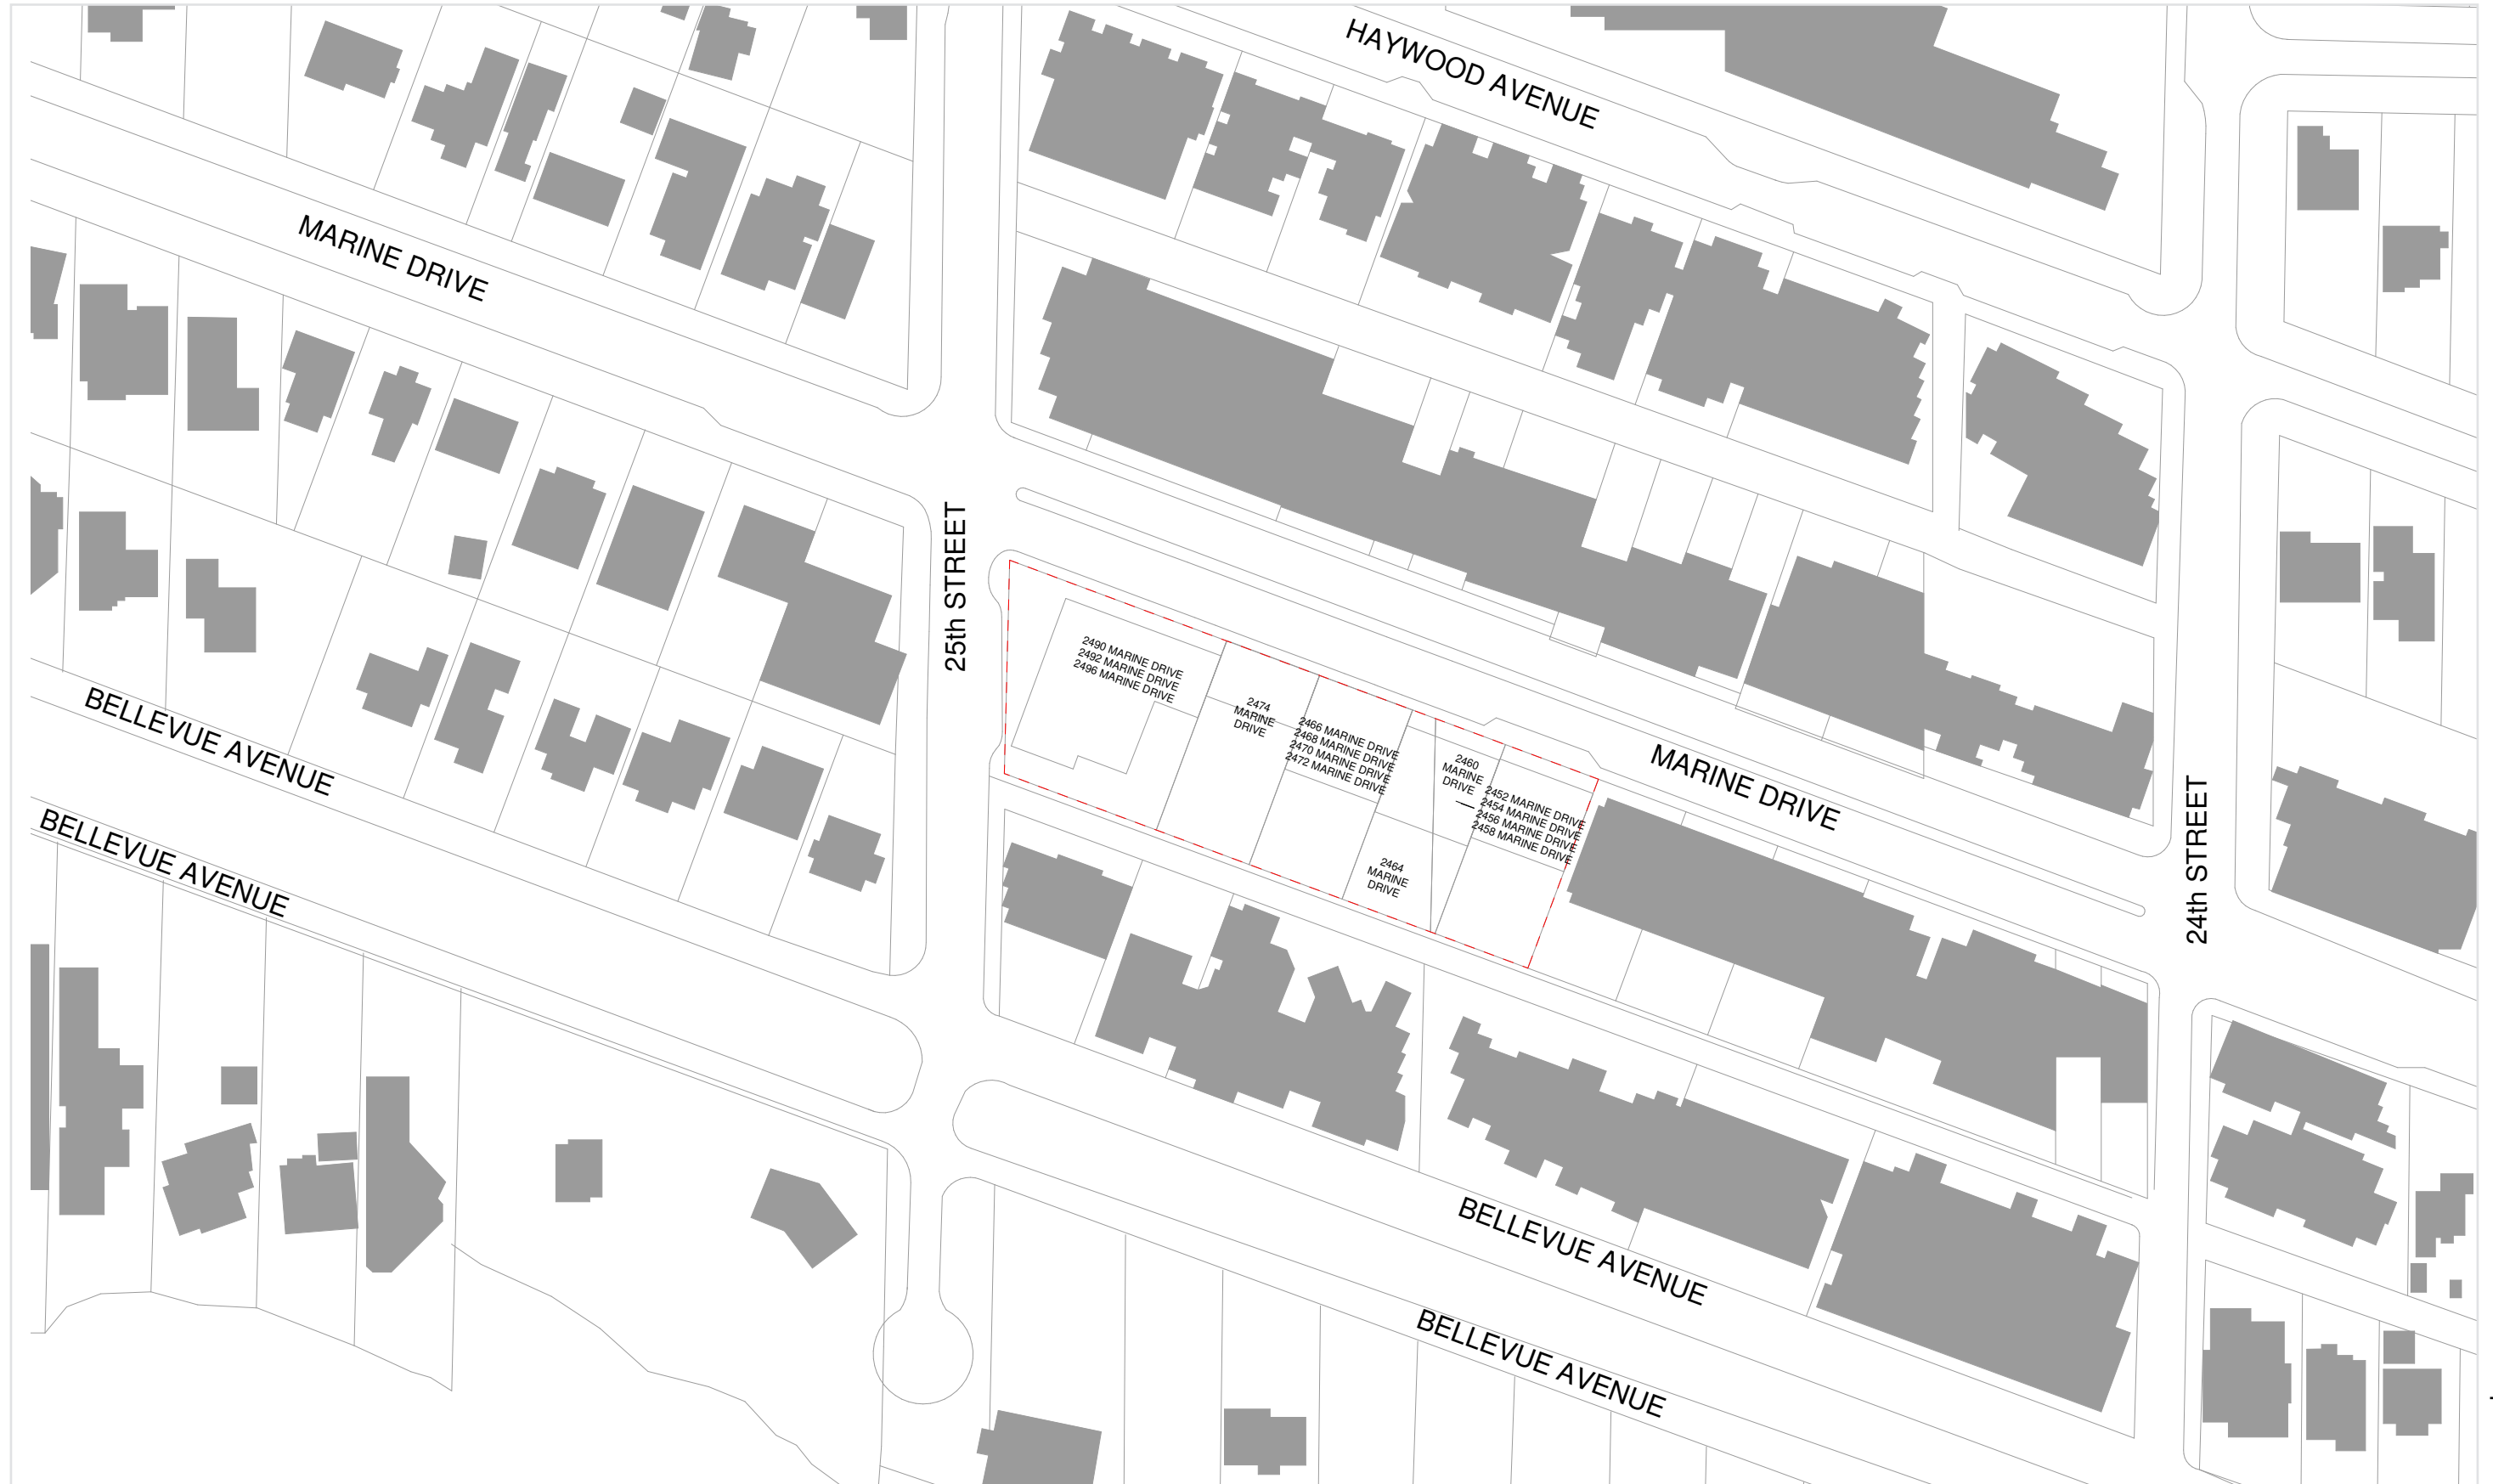 HAYWOOD AVENUE
MARINE DRIVE
25th STREET
2490 MARINE DRIVE
2492 MARINE DRIVE
2496 MARINE DRIVE
2474
MARINE
DRIVE
2466 MARINE DRIVE
2468 MARINE DRIVE
2470 MARINE DRIVE
2472 MARINE DRIVE
2460
MARINE
DRIVE
2452 MARINE DRIVE
2454 MARINE DRIVE
2456 MARINE DRIVE
2458 MARINE DRIVE
2464
MARINE
DRIVE
MARINE DRIVE
24th STREET
BELLEVUE AVENUE
BELLEVUE AVENUE
BELLEVUE AVENUE
BELLEVUE AVENUE